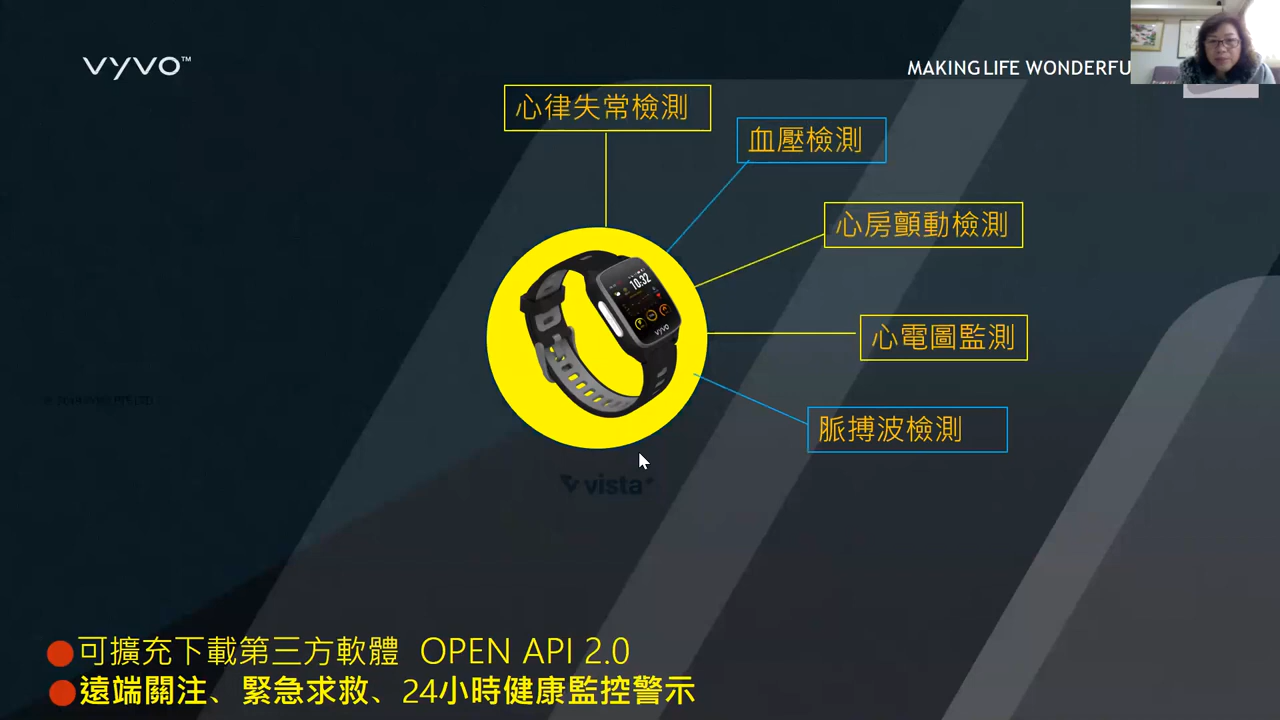 vyvo™
MAKING LIFE WONDERFU
心律失常檢測
血壓檢測
心房顫動檢測
10:32
心電圖監測
vyvo
脈搏波檢測
vista+
可擴充下載第三方軟體 OPEN API 2.0
遠端關注、緊急求救、24小時健康監控警示